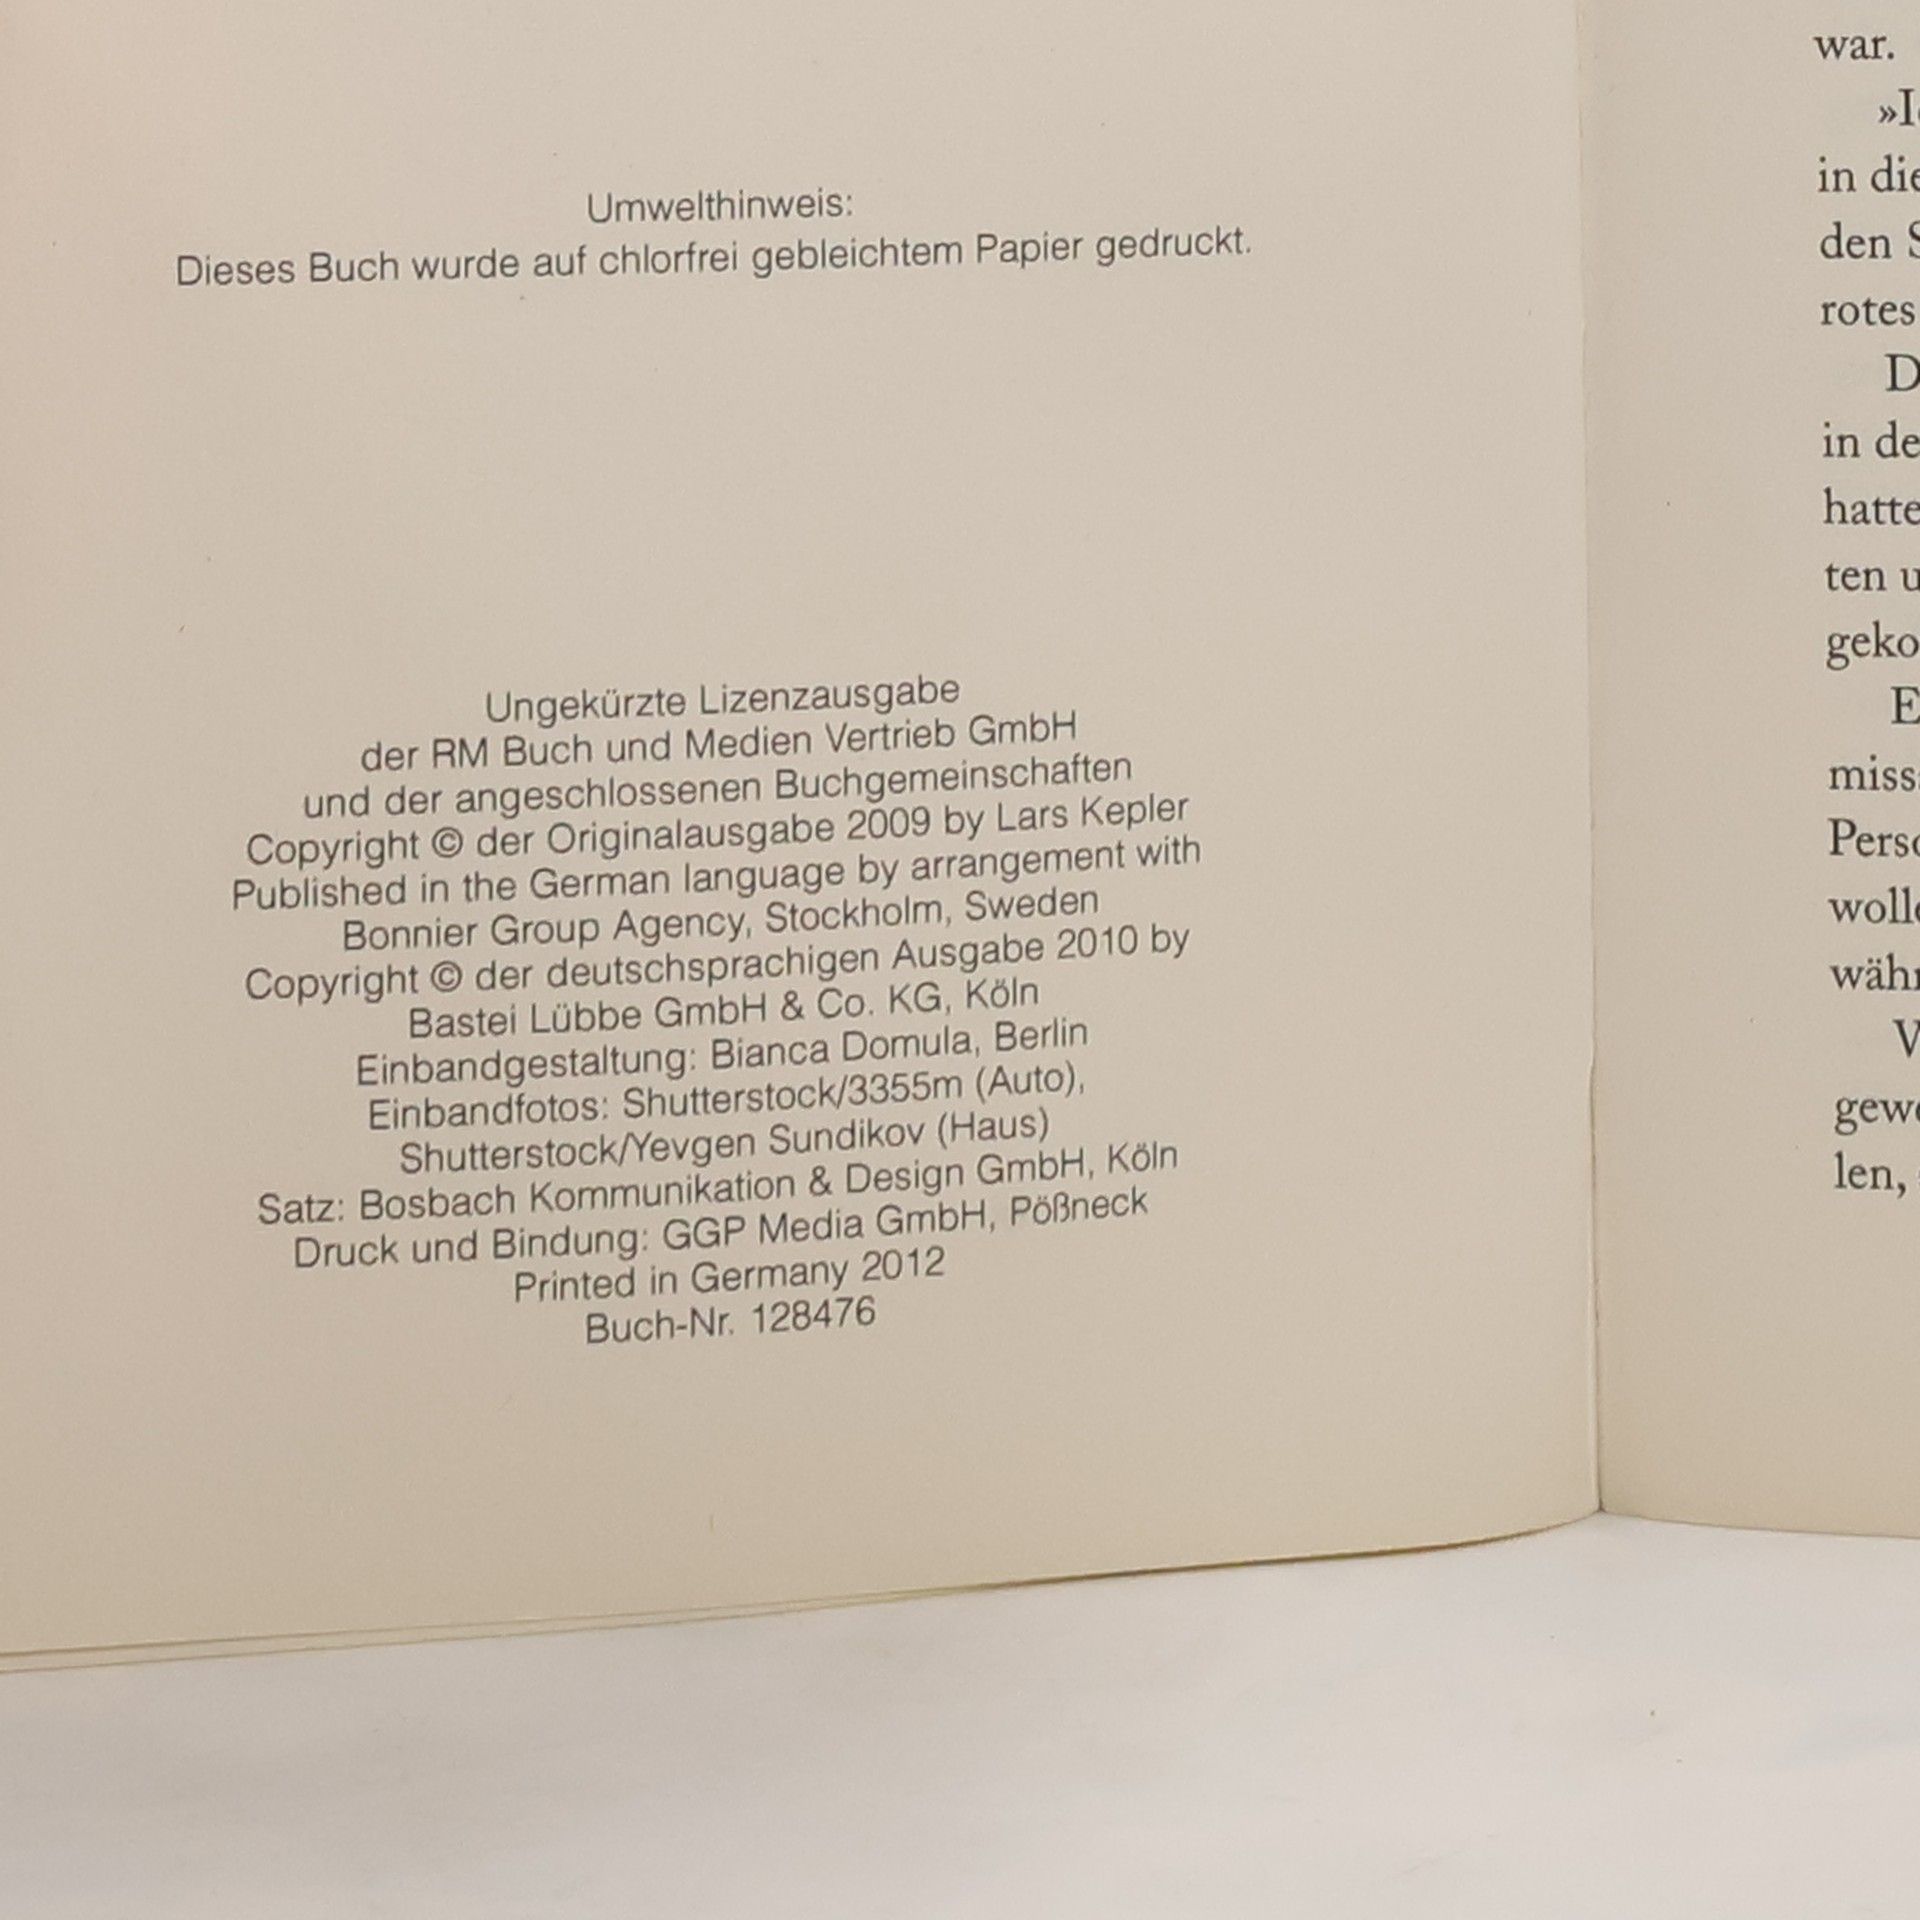 Umwelthinweis:
Dieses Buch wurde auf chlorfrei gebleichtem Papier gedruckt.
Ungekürzte Lizenzausgabe
der RM Buch und Medien Vertrieb GmbH
und der angeschlossenen Buchgemeinschaften
Copyright © der Originalausgabe 2009 by Lars Kepler
Published in the German language by arrangement with
Bonnier Group Agency, Stockholm, Sweden
Copyright © der deutschsprachigen Ausgabe 2010 by
Bastei Lübbe GmbH & Co. KG, Köln
Einbandgestaltung: Bianca Domula, Berlin
Einbandfotos: Shutterstock/3355m (Auto),
Shutterstock/Yevgen Sundikov (Haus)
Satz: Bosbach Kommunikation & Design GmbH, Köln
Druck und Bindung: GGP Media GmbH, Pößneck
Printed in Germany 2012
Buch-Nr. 128476
war.
in
den
rotes
in
hatte
ten
len,